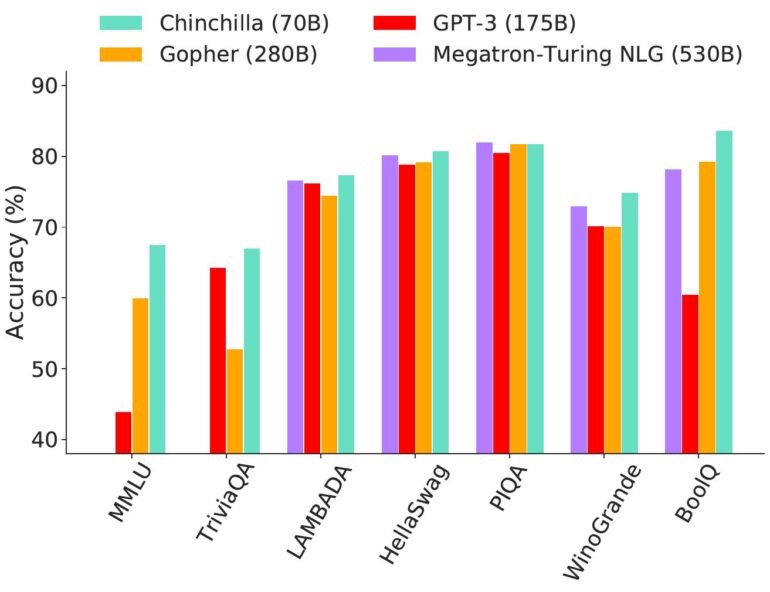 Chinchilla (70B) GPT-3 (175B)
Gopher (280B) Megatron-Turing NLG (530B)
Accuracy (%)
90
80
70
60
50
40
MMLU
TriviaQA
LAMBADA
HellaSwag
PIQA
WinoGrande
BoolQ